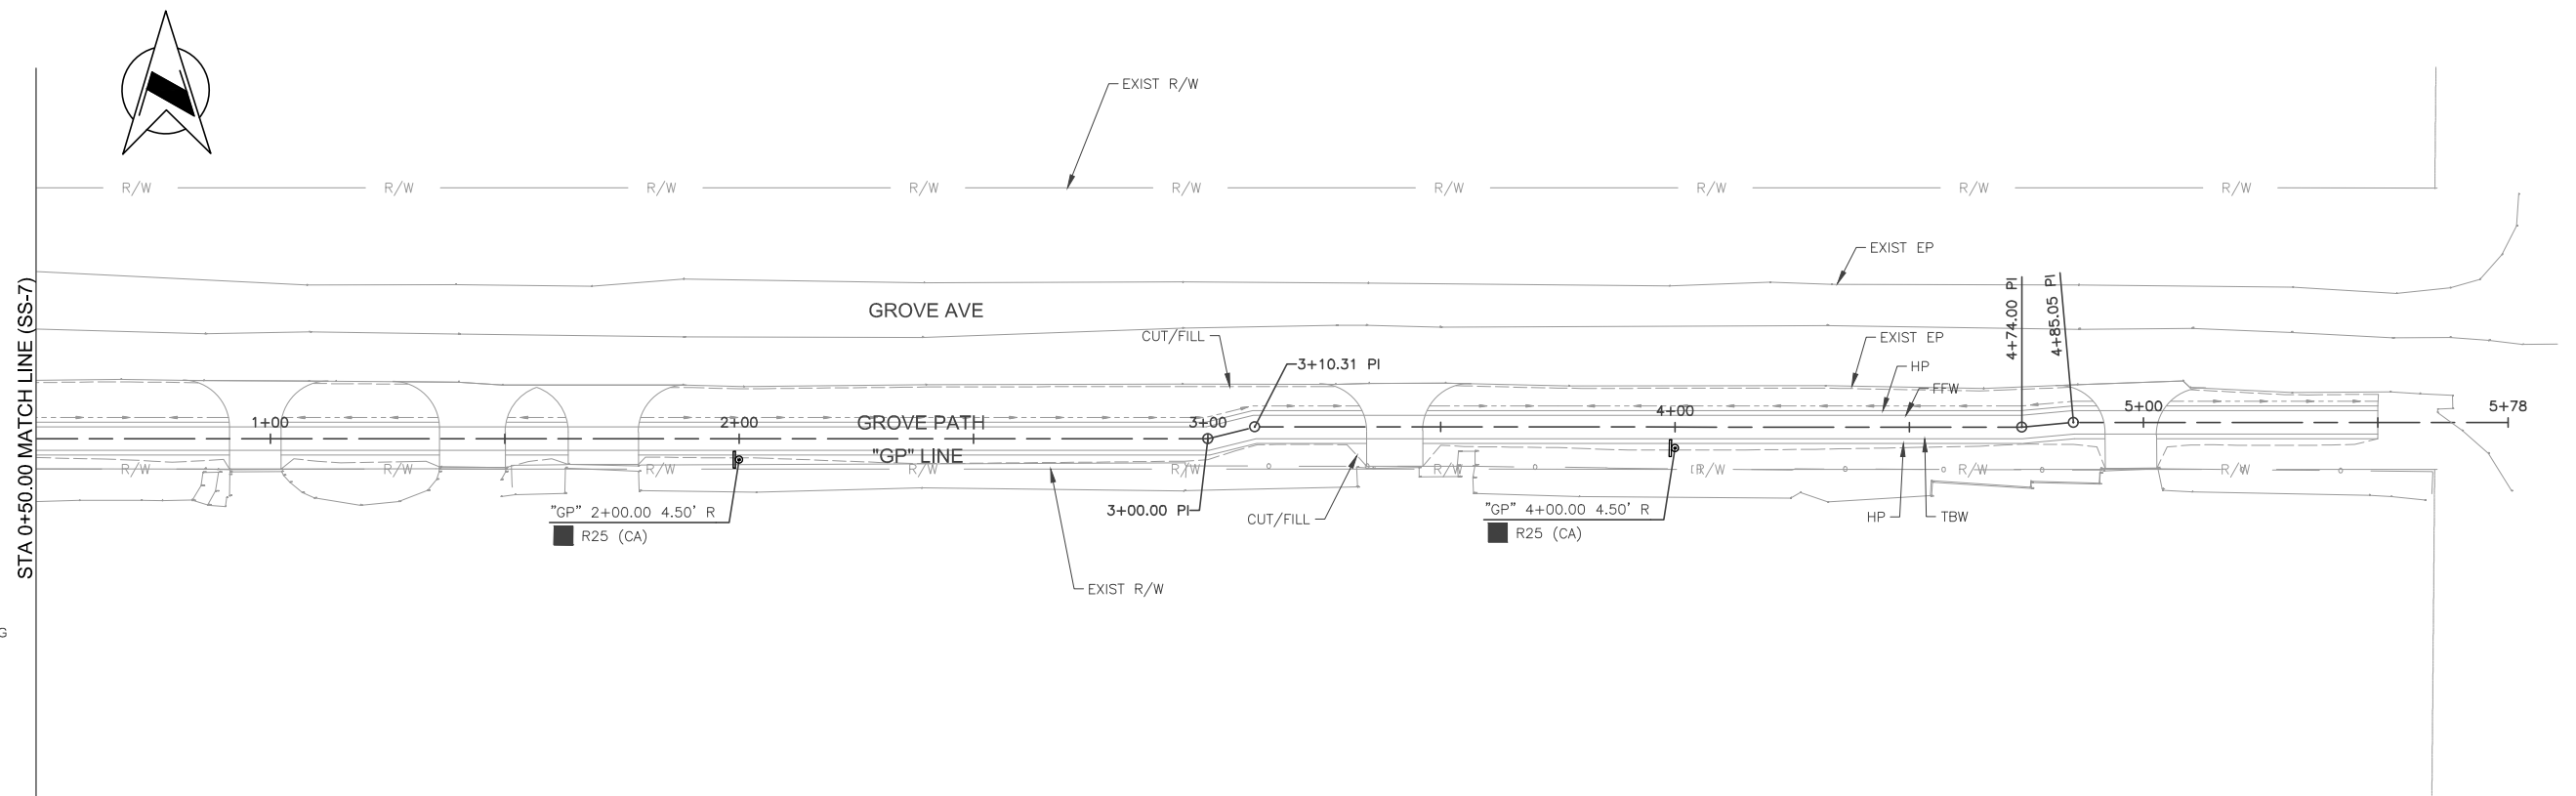 EXIST R/W
R/W R/W R/W R/W R/W R/W R/W R/W R/W
EXIST EP
GROVE AVE
STA 0+50.00 MATCH LINE (SS-7)
4+74.00 PI
4+85.05 PI
CUT/FILL
EXIST EP
3+10.31 PI
HP
FFW
1+00
2+00
GROVE PATH
3+00
4+00
5+00
5+78
"GP" LINE
R/W R/W R/W R/W R/W R/W R/W R/W R/W
"GP" 2+00.00 4.50' R
R25 (CA)
3+00.00 PI
CUT/FILL
"GP" 4+00.00 4.50' R
R25 (CA)
HP
TBW
EXIST R/W
G